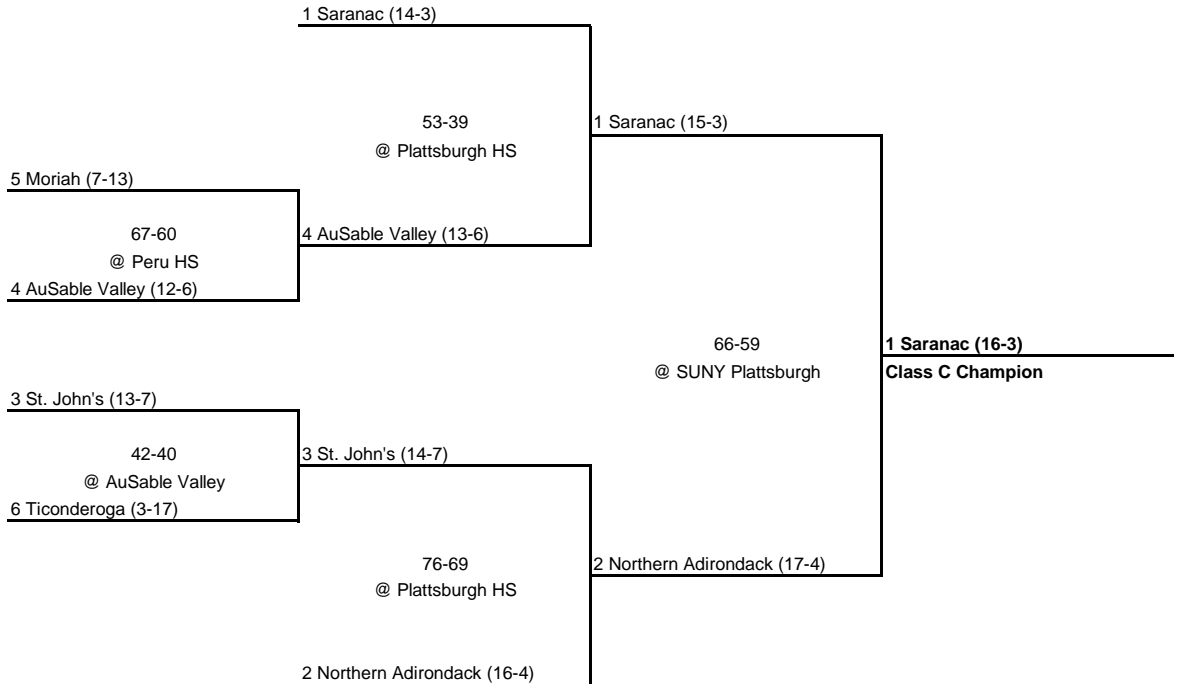 1 Saranac (14-3)
53-39
@ Plattsburgh HS
1 Saranac (15-3)
5 Moriah (7-13)
67-60
@ Peru HS
4 AuSable Valley (13-6)
4 AuSable Valley (12-6)
66-59
@ SUNY Plattsburgh
1 Saranac (16-3)
Class C Champion
3 St. John's (13-7)
42-40
@ AuSable Valley
3 St. John's (14-7)
6 Ticonderoga (3-17)
76-69
@ Plattsburgh HS
2 Northern Adirondack (17-4)
2 Northern Adirondack (16-4)